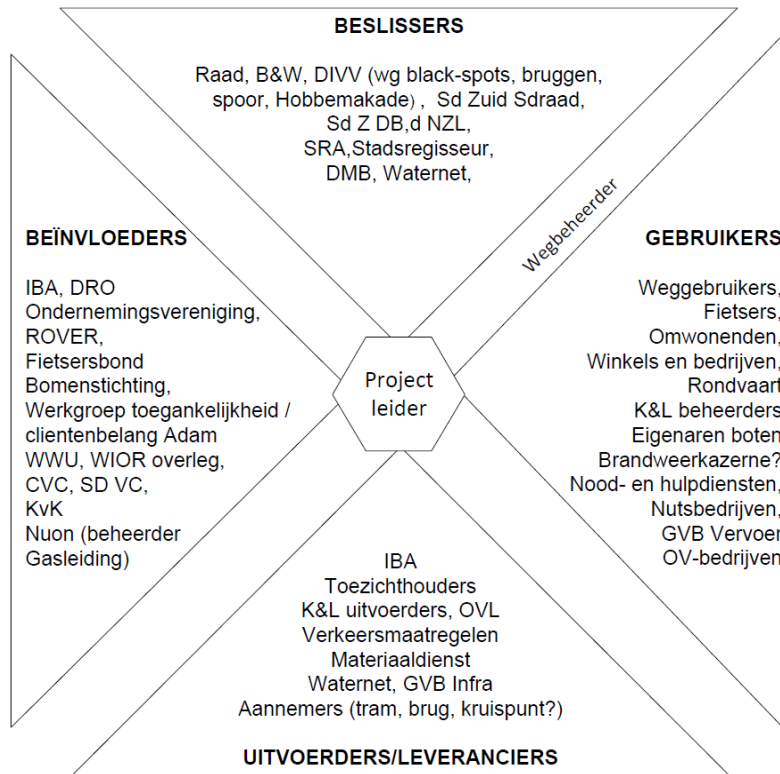 BESLISSERS
Raad, B&W, DIVV (wg black-spots, bruggen,
spoor, Hobbemakade) , Sd Zuid Sdraad,
Sd Z DB,d NZL,
SRA,Stadsregisseur,
DMB, Waternet,
Wegbeheerder
BEÏNVLOEDERS
IBA, DRO
Ondernemingsvereniging,
ROVER,
Fietsersbond
Bomenstichting,
Werkgroep toegankelijkheid /
clientenbelang Adam
WWU, WIOR overleg,
CVC, SD VC,
KvK
Nuon (beheerder
Gasleiding)
Project
leider
GEBRUIKERS
Weggebruikers,
Fietsers,
Omwonenden,
Winkels en bedrijven,
Rondvaart
K&L beheerders
Eigenaren boten
Brandweerkazerne?
Nood- en hulpdiensten,
Nutsbedrijven,
GVB Vervoer
OV-bedrijven
IBA
Toezichthouders
K&L uitvoerders, OVL
Verkeersmaatregelen
Materiaaldienst
Waternet, GVB Infra
Aannemers (tram, brug, kruispunt?)
UITVOERDERS/LEVERANCIERS